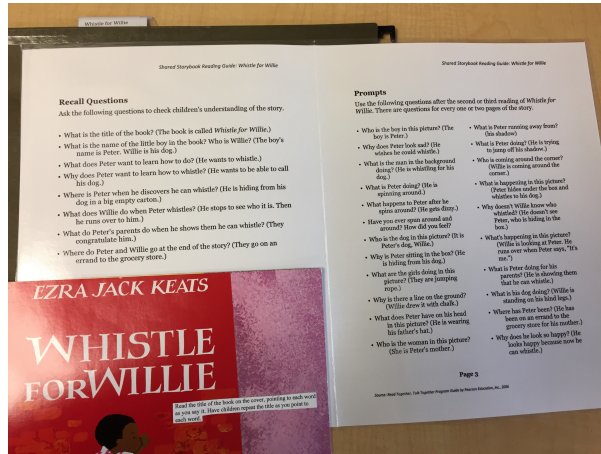 Whistle for Willie
Shared Storybook Reading Guide: Whistle for Willie
Recall Questions
Ask the following questions to check children's understanding of the story.
• What is the title of the book? (The book is called Whistle for Willie.)
• What is the name of the little boy in the book? Who is Willie? (The boy's
name is Peter. Willie is his dog.)
• What does Peter want to learn how to do? (He wants to whistle.)
• Why does Peter want to learn how to whistle? (He wants to be able to call
his dog.)
• Where is Peter when he discovers he can whistle? (He is hiding from his
dog in a big empty carton.)
• What does Willie do when Peter whistles? (He stops to see who it is. Then
he runs over to him.)
• What do Peter's parents do when he shows them he can whistle? (They
congratulate him.)
• Where do Peter and Willie go at the end of the story? (They go on an
errand to the grocery store.)
Shared Storybook Reading Guide: Whistle for Willie
Prompts
Use the following questions after the second or third reading of Whistle for
Willie. There are questions for every one or two pages of the story.
• Who is the boy in this picture? (The
boy is Peter.)
• Why does Peter look sad? (He
wishes he could whistle.)
• What is the man in the background
doing? (He is whistling for his
dog.)
• What is Peter doing? (He is
spinning around.)
• What happens to Peter after he
spins around? (He gets dizzy.)
• Have you ever spun around and
around? How did you feel?
• Who is the dog in this picture? (It is
Peter's dog, Willie.)
• Why is Peter sitting in the box? (He
is hiding from his dog.)
• What are the girls doing in this
picture? (They are jumping
rope.)
• Why is there a line on the ground?
(Willie drew it with chalk.)
• What does Peter have on his head
in this picture? (He is wearing
his father's hat.)
• Who is the woman in this picture?
(She is Peter's mother.)
• What is Peter running away from?
(his shadow)
• What is Peter doing? (He is trying
to jump off his shadow.)
• Who is coming around the corner?
(Willie is coming around the
corner.)
• What is happening in this picture?
(Peter hides under the box and
whistles to his dog.)
• Why doesn't Willie know who
whistled? (He doesn't see
Peter, who is hiding in the
box.)
• What's happening in this picture?
(Willie is looking at Peter. He
runs over when Peter says, "It's
me.")
• What is Peter doing for his
parents? (He is showing them
that he can whistle.)
• What is his dog doing? (Willie is
standing on his hind legs.)
• Where has Peter been? (He has
been on an errand to the
grocery store for his mother.)
• Why does he look so happy? (He
looks happy because now he
can whistle.)
Page 3
Source: Read Together, Talk Together Program Guide by Pearson Education, Inc., 2006
EZRA JACK KEATS
WHISTLE
FOR WILLIE
Read the title of the book on the cover, pointing to each word
as you say it. Have children repeat the title as you point to
each word